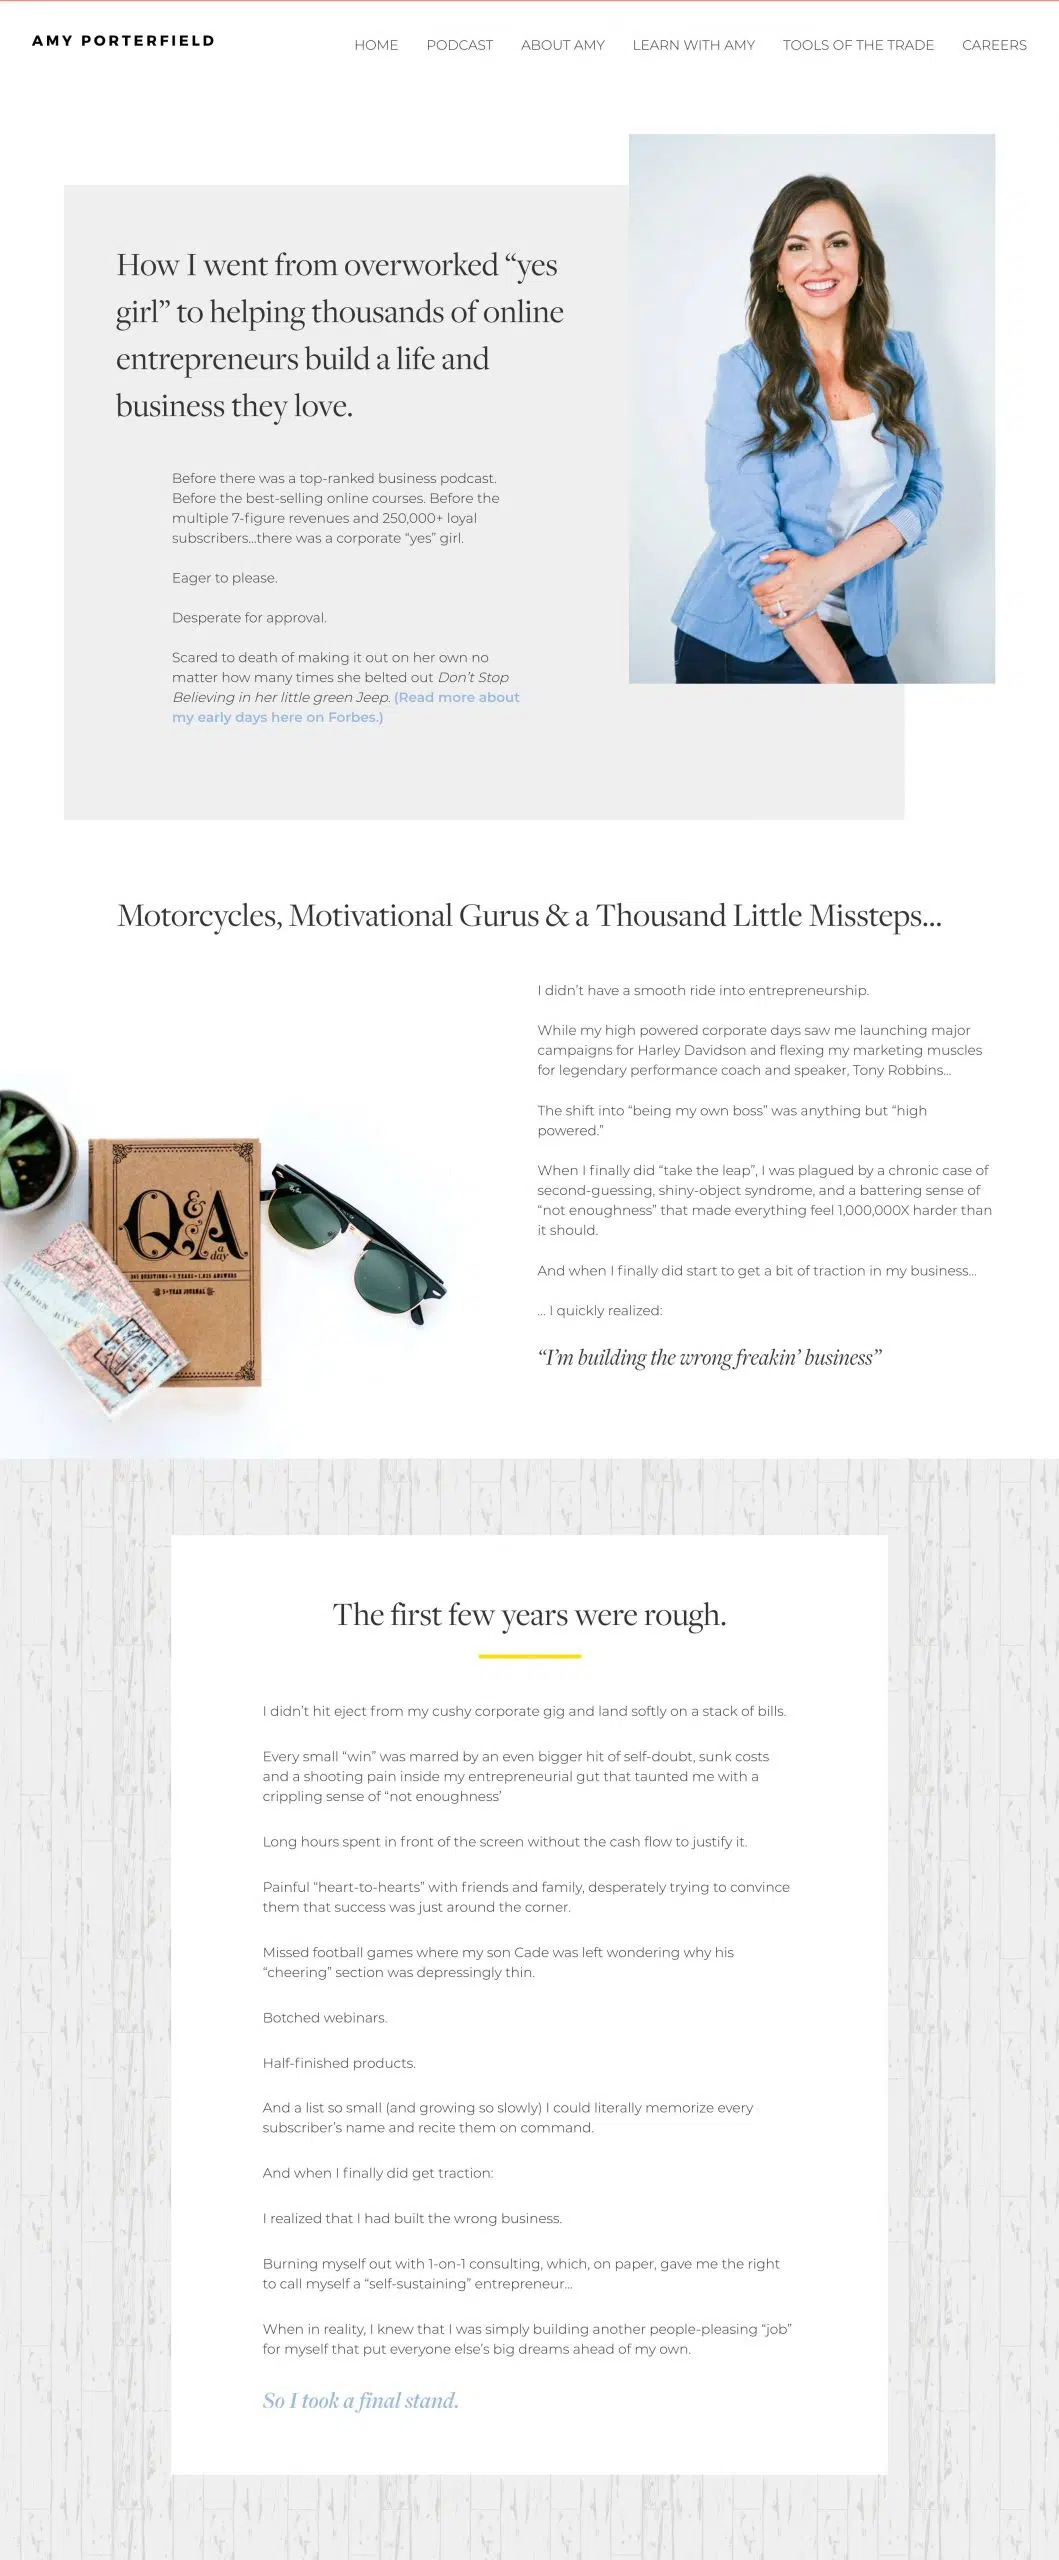 AMY PORTERFIELD
HOME PODCAST ABOUT AMY LEARN WITH AMY TOOLS OF THE TRADE CAREERS
How I went from overworked “yes
girl” to helping thousands of online
entrepreneurs build a life and
business they love.
Before there was a top-ranked business podcast.
Before the best-selling online courses. Before the
multiple 7-figure revenues and 250,000+ loyal
subscribers...there was a corporate “yes” girl.
Eager to please.
Desperate for approval.
Scared to death of making it out on her own no
matter how many times she belted out Don’t Stop
Believing in her little green Jeep. (Read more about
my early days here on Forbes.)
Motorcycles, Motivational Gurus & a Thousand Little Missteps...
I didn’t have a smooth ride into entrepreneurship.
While my high powered corporate days saw me launching major
campaigns for Harley Davidson and flexing my marketing muscles
for legendary performance coach and speaker, Tony Robbins...
The shift into “being my own boss” was anything but “high
powered.”
When I finally did “take the leap”, I was plagued by a chronic case of
second-guessing, shiny-object syndrome, and a battering sense of
“not enoughness” that made everything feel 1,000,000X harder than
it should.
And when I finally did start to get a bit of traction in my business...
... I quickly realized:
“I’m building the wrong freakin’ business”
Q&A
a
day
365 QUESTIONS • 5 YEARS • 1,825 ANSWERS
5-YEAR JOURNAL
HUDSON RIVE
The first few years were rough.
I didn’t hit eject from my cushy corporate gig and land softly on a stack of bills.
Every small “win” was marred by an even bigger hit of self-doubt, sunk costs
and a shooting pain inside my entrepreneurial gut that taunted me with a
crippling sense of “not enoughness’
Long hours spent in front of the screen without the cash flow to justify it.
Painful “heart-to-hearts” with friends and family, desperately trying to convince
them that success was just around the corner.
Missed football games where my son Cade was left wondering why his
“cheering” section was depressingly thin.
Botched webinars.
Half-finished products.
And a list so small (and growing so slowly) I could literally memorize every
subscriber’s name and recite them on command.
And when I finally did get traction:
I realized that I had built the wrong business.
Burning myself out with 1-on-1 consulting, which, on paper, gave me the right
to call myself a “self-sustaining” entrepreneur...
When in reality, I knew that I was simply building another people-pleasing “job”
for myself that put everyone else’s big dreams ahead of my own.
So I took a final stand.